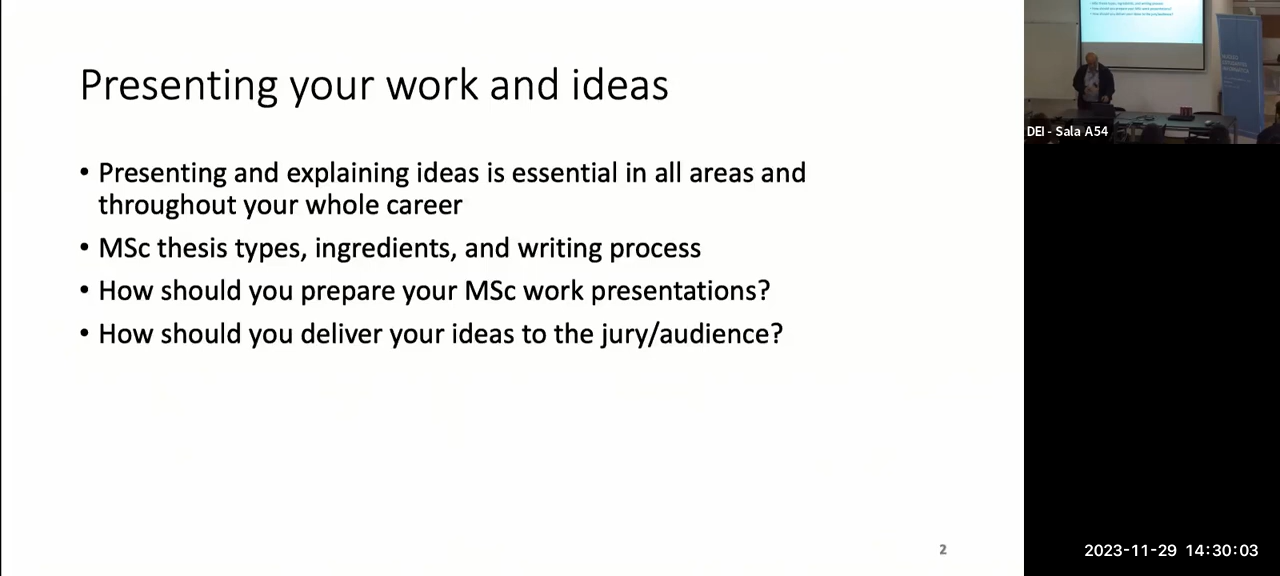 Presenting your work and ideas
• Presenting and explaining ideas is essential in all areas and
throughout your whole career
• MSc thesis types, ingredients, and writing process
• How should you prepare your MSc work presentations?
• How should you deliver your ideas to the jury/audience?
2
DEI - Sala A54
2023-11-29 14:30:03